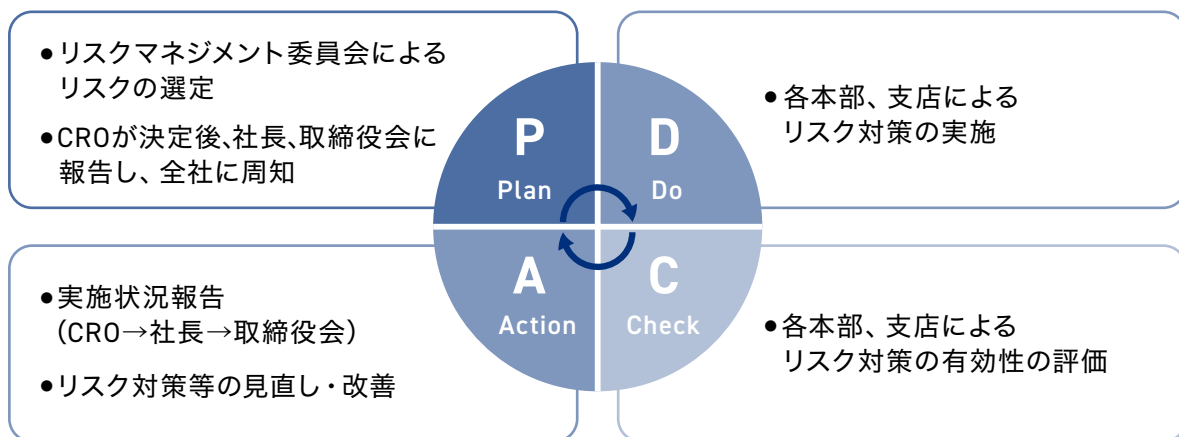 ●リスクマネジメント委員会による
リスクの選定
●CROが決定後、社長、取締役会に
報告し、全社に周知
P
Plan
D
Do
●各本部、支店による
リスク対策の実施
●実施状況報告
（CRO→社長→取締役会）
●リスク対策等の見直し・改善
A
Action
C
Check
●各本部、支店による
リスク対策の有効性の評価